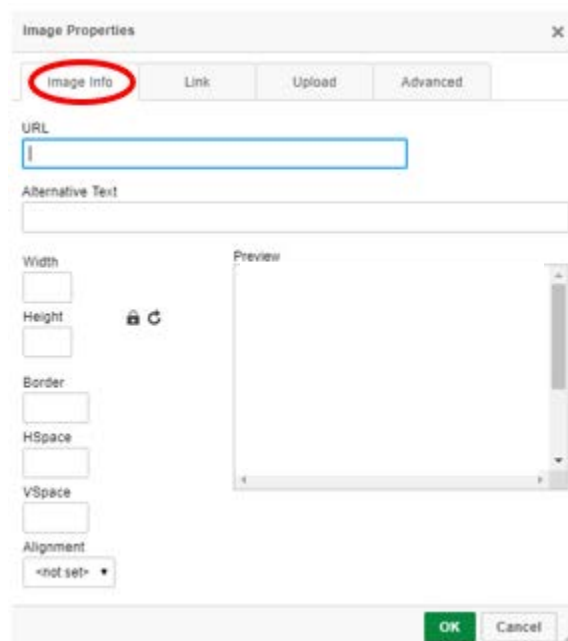 Image Properties
Image Info Link Upload Advanced
URL
Alternative Text
Width
Preview
Height
Border
HSpace
VSpace
Alignment
<not set>
OK Cancel